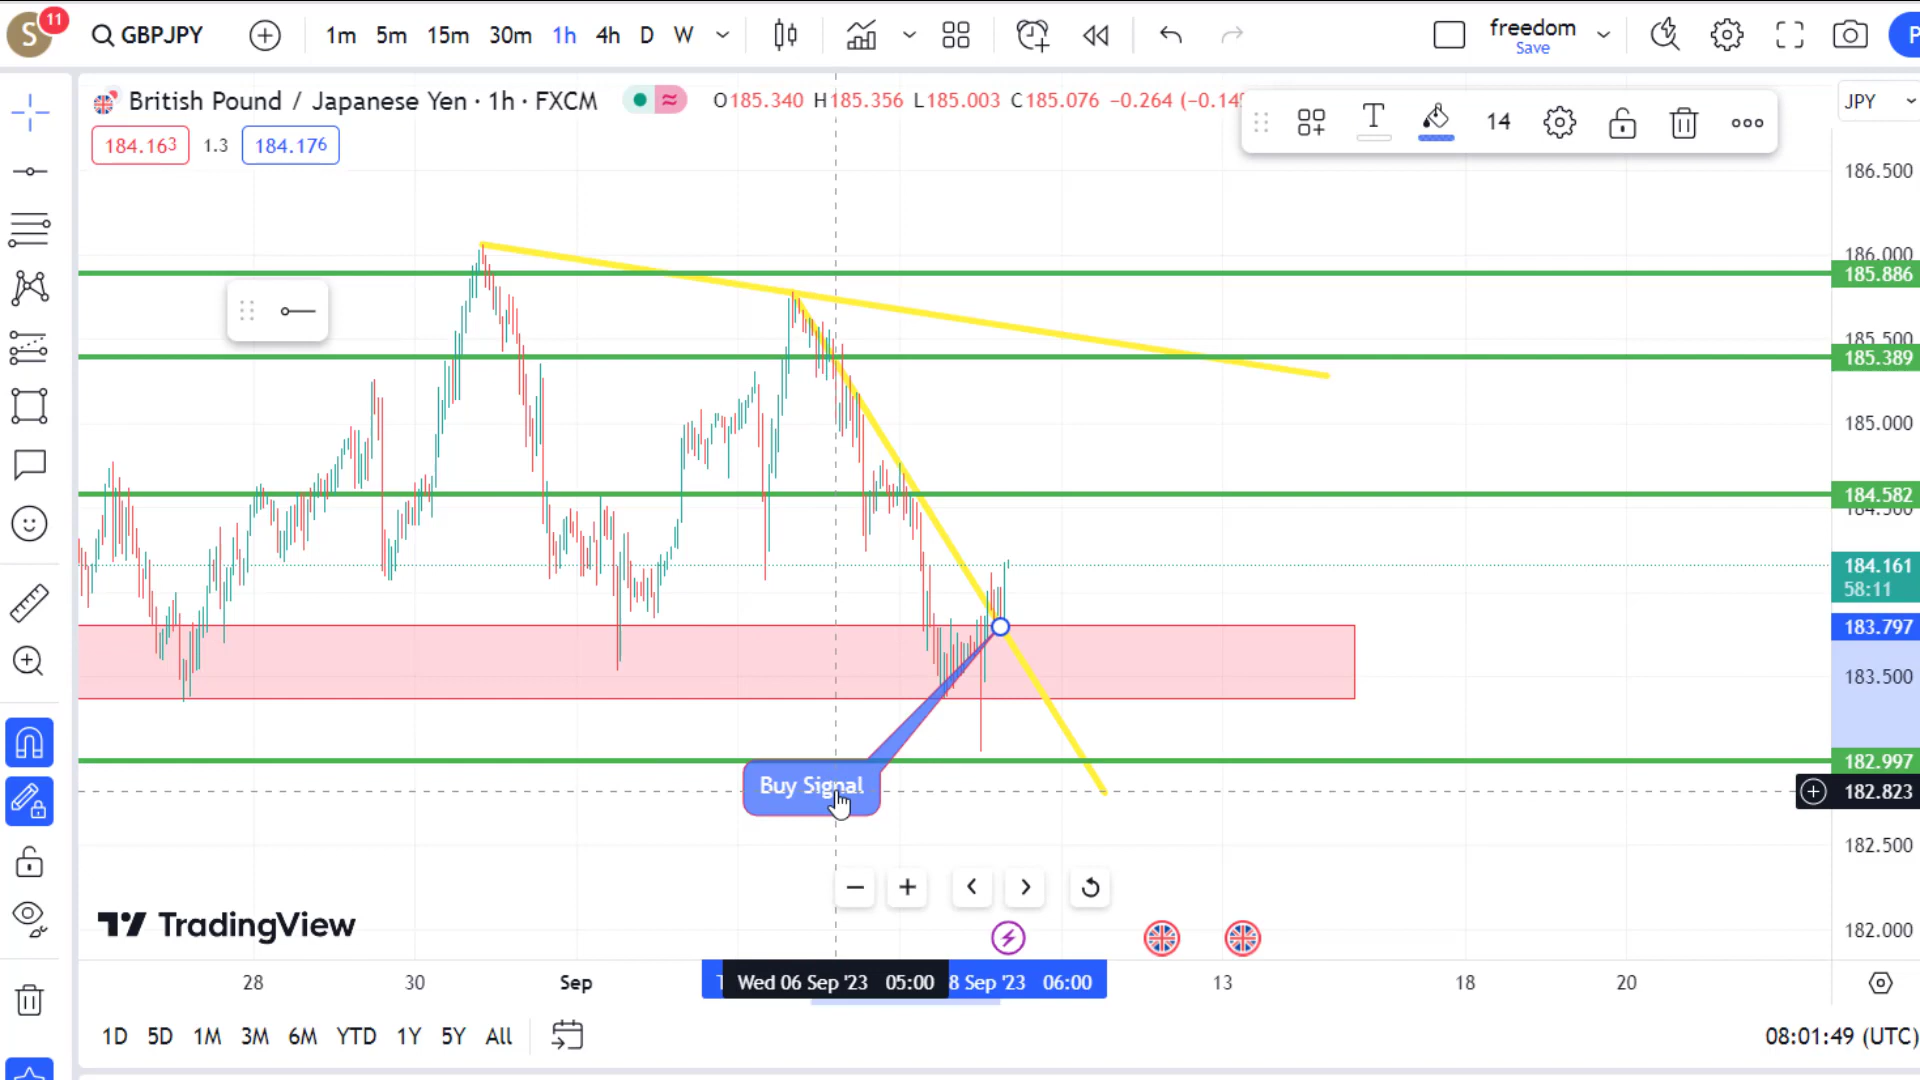 S 11 GBPJPY 1m 5m 15m 30m 1h 4h D W freedom
Save
British Pound / Japanese Yen · 1h · FXCM O185.340 H185.356 L185.003 C185.076 −0.264
JPY
14
184.163 1.3 184.176
186.500
186.000
185.886
185.500
185.389
185.000
184.582
184.500
184.161
58:11
183.797
183.500
182.997
Buy Signal
182.823
182.500
TradingView
182.000
28 30 Sep Wed 06 Sep '23 05:00 8 Sep '23 06:00 13 18 20
1D 5D 1M 3M 6M YTD 1Y 5Y All 08:01:49 (UTC)